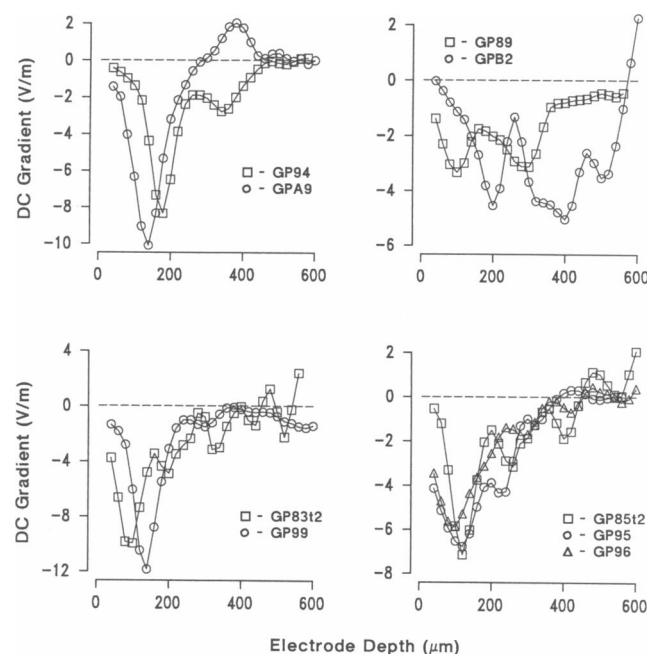 DC Gradient (V/m)
2
0
-2
-4
-6
-8
-10
0 200 400 600
□ - GP94
○ - GPA9
2
0
-2
-4
-6
0 200 400 600
□ - GP89
○ - GPB2
DC Gradient (V/m)
4
0
-4
-8
-12
0 200 400 600
□ - GP83t2
○ - GP99
2
0
-2
-4
-6
-8
0 200 400 600
□ - GP85t2
○ - GP95
△ - GP96
Electrode Depth (μm)